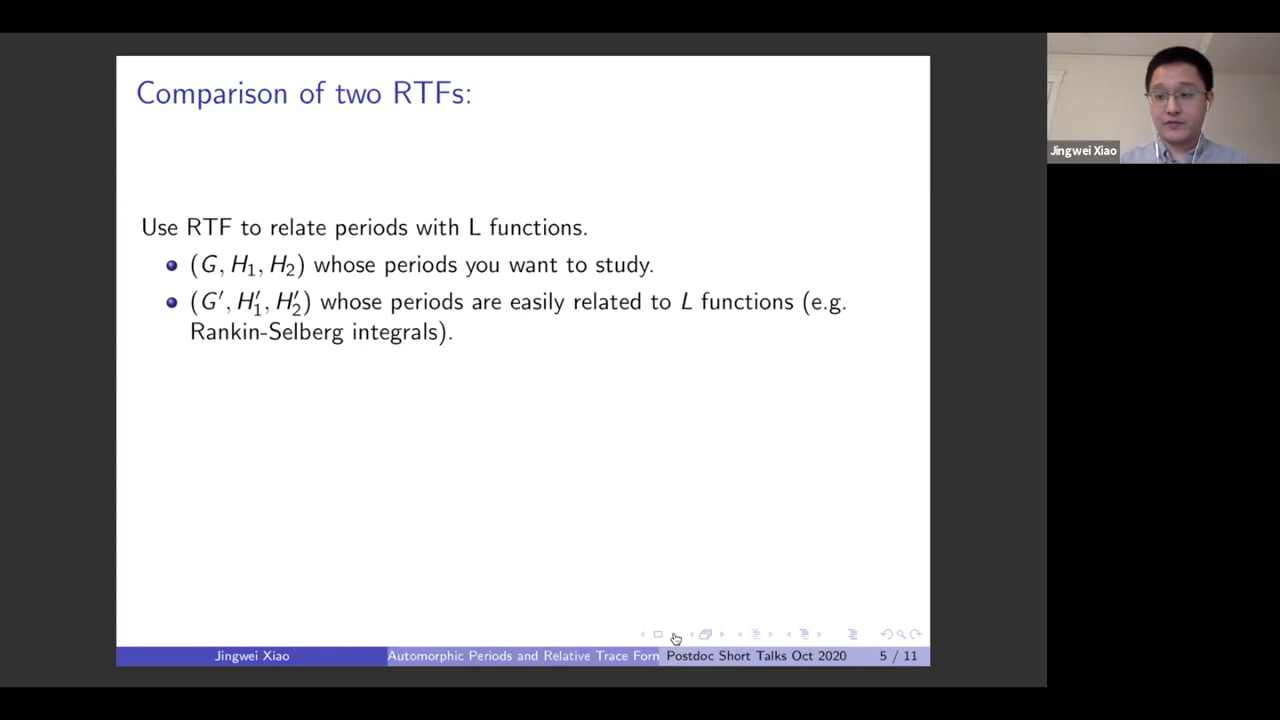 Comparison of two RTFs:
Use RTF to relate periods with L functions.
(G, H₁, H₂) whose periods you want to study.
(G′, H′₁, H′₂) whose periods are easily related to L functions (e.g.
Rankin-Selberg integrals).
Jingwei Xiao
Automorphic Periods and Relative Trace Form
Postdoc Short Talks Oct 2020
5 / 11
Jingwei Xiao